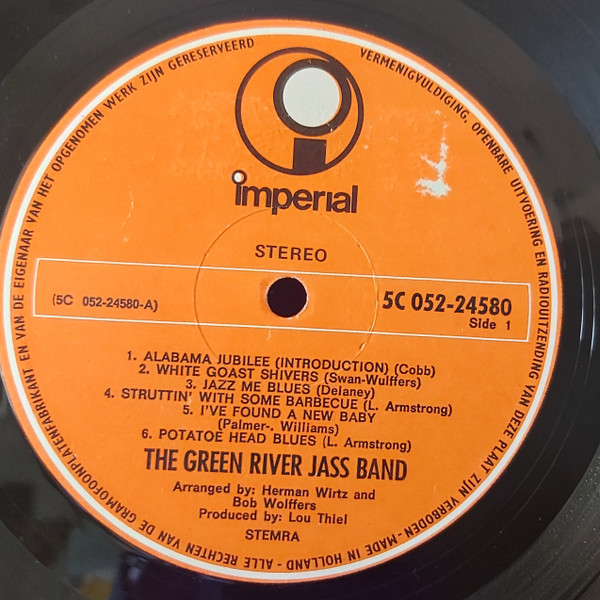 imperial
STEREO
(5C 052-24580-A)
5C 052-24580
Side 1
1. ALABAMA JUBILEE (INTRODUCTION) (Cobb)
2. WHITE GOAST SHIVERS (Swan-Wulffers)
3. JAZZ ME BLUES (Delaney)
4. STRUTTIN' WITH SOME BARBECUE (L. Armstrong)
5. I'VE FOUND A NEW BABY
(Palmer-. Williams)
6. POTATOE HEAD BLUES (L. Armstrong)
THE GREEN RIVER JASS BAND
Arranged by: Herman Wirtz and
Bob Wolffers
Produced by: Lou Thiel
STEMRA
ALLE RECHTEN VAN DE GRAMOFOONPLATENFABRIKANT EN VAN DE EIGENAAR VAN HET OPGENOMEN WERK ZIJN GERESERVEERD
VERMENIGVULDIGING, OPENBARE UITVOERING EN RADIOUITZENDING VAN DEZE PLAAT ZIJN VERBODEN - MADE IN HOLLAND -